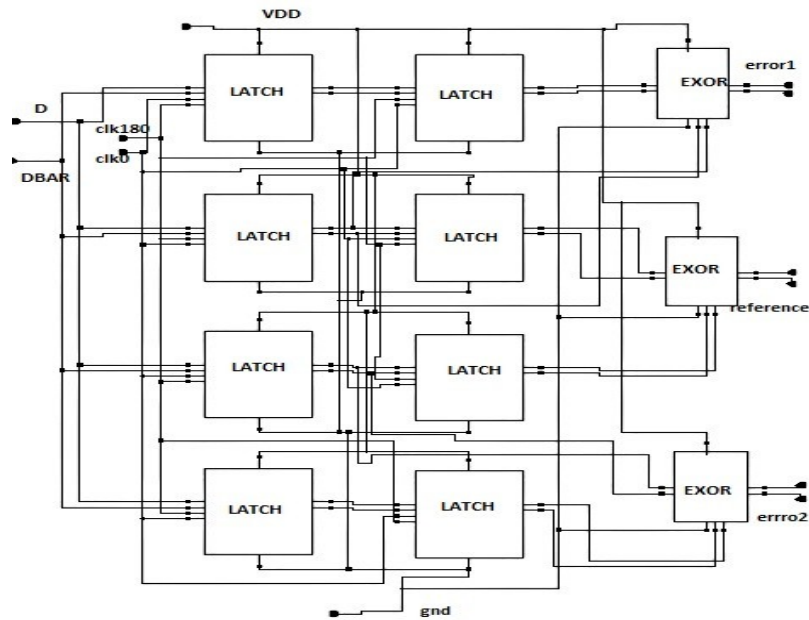 VDD
LATCH LATCH EXOR error1
D
clk180
clk0
DBAR
LATCH LATCH EXOR
reference
LATCH LATCH
LATCH LATCH EXOR
errro2
gnd